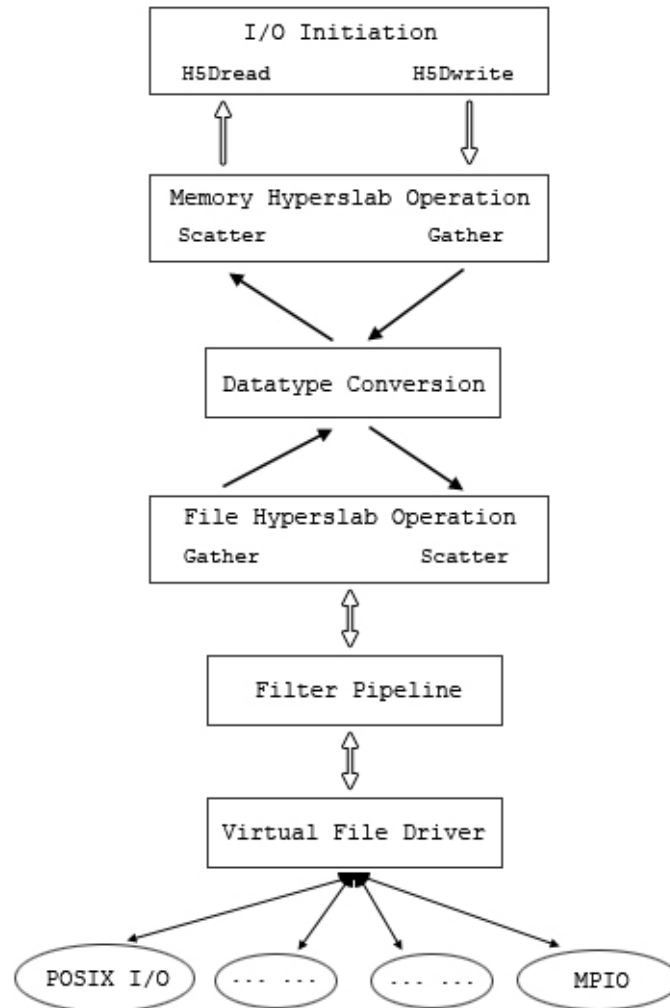 I/O Initiation
H5Dread H5Dwrite
Memory Hyperslab Operation
Scatter Gather
Datatype Conversion
File Hyperslab Operation
Gather Scatter
Filter Pipeline
Virtual File Driver
POSIX I/O ... ... ... ... MPIO